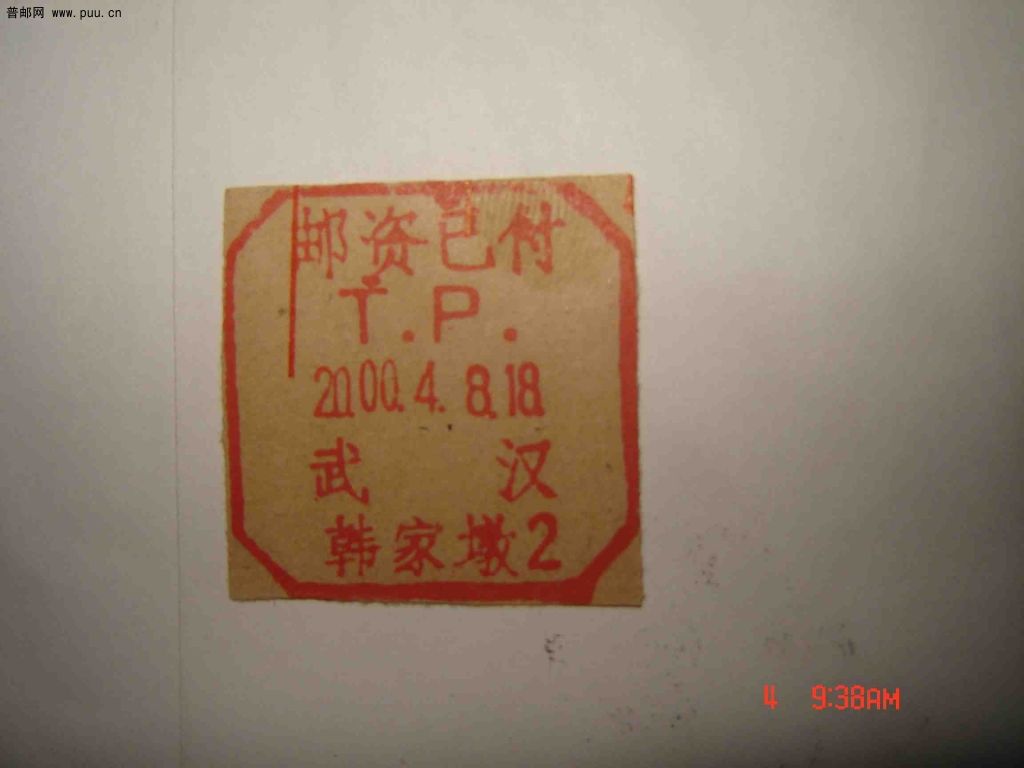 普邮网 www.puu.cn
邮资已付
T.P.
2000.4.8.18
武 汉
韩家墩2
4 9:38AM